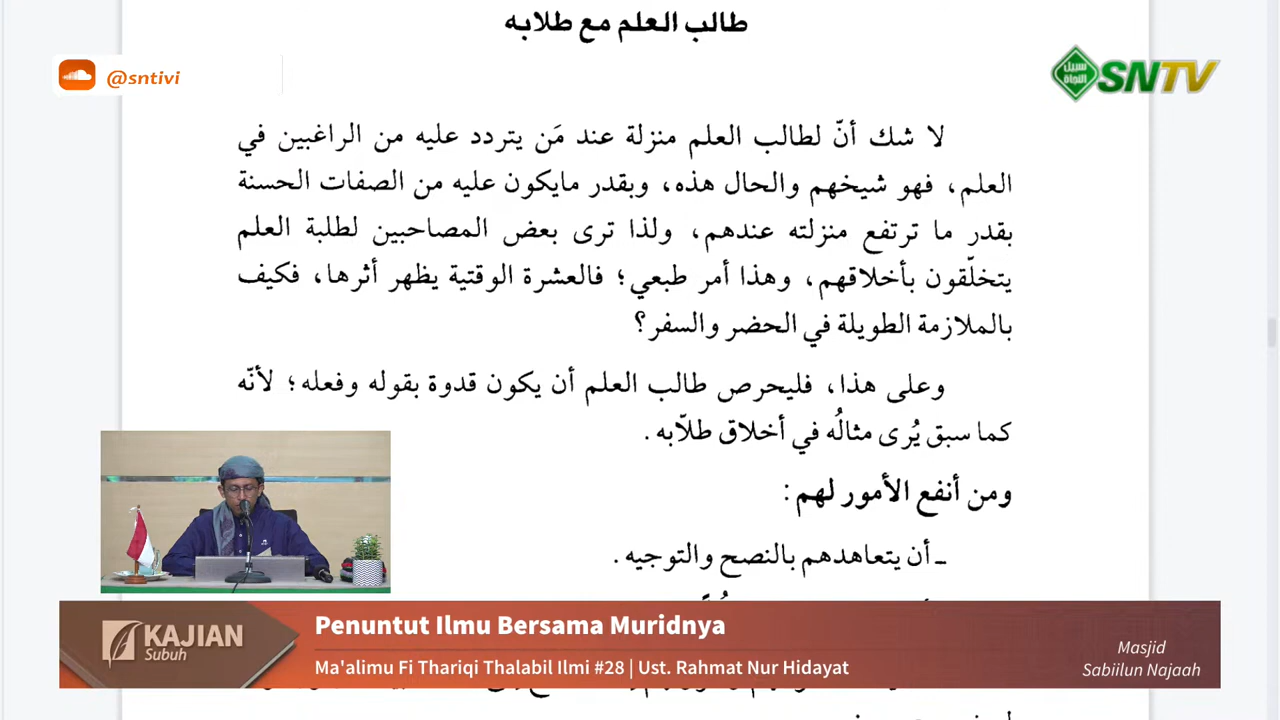 طالب العلم مع طلابه
@sntivi
سبيل النجاة
SNTV
لا شك أنّ لطالب العلم منزلة عند مَن يتردد عليه من الراغبين في
العلم، فهو شيخهم والحال هذه، وبقدر مايكون عليه من الصفات الحسنة
بقدر ما ترتفع منزلته عندهم، ولذا ترى بعض المصاحبين لطلبة العلم
يتخلّقون بأخلاقهم، وهذا أمر طبعي؛ فالعشرة الوقتية يظهر أثرها، فكيف
بالملازمة الطويلة في الحضر والسفر؟
وعلى هذا، فليحرص طالب العلم أن يكون قدوة بقوله وفعله؛ لأنّه
كما سبق يُرى مثالُه في أخلاق طلّابه.
ومن أنفع الأمور لهم:
ـ أن يتعاهدهم بالنصح والتوجيه.
KAJIAN
Subuh
Penuntut Ilmu Bersama Muridnya
Ma'alimu Fi Thariqi Thalabil Ilmi #28 | Ust. Rahmat Nur Hidayat
Masjid
Sabiilun Najaah